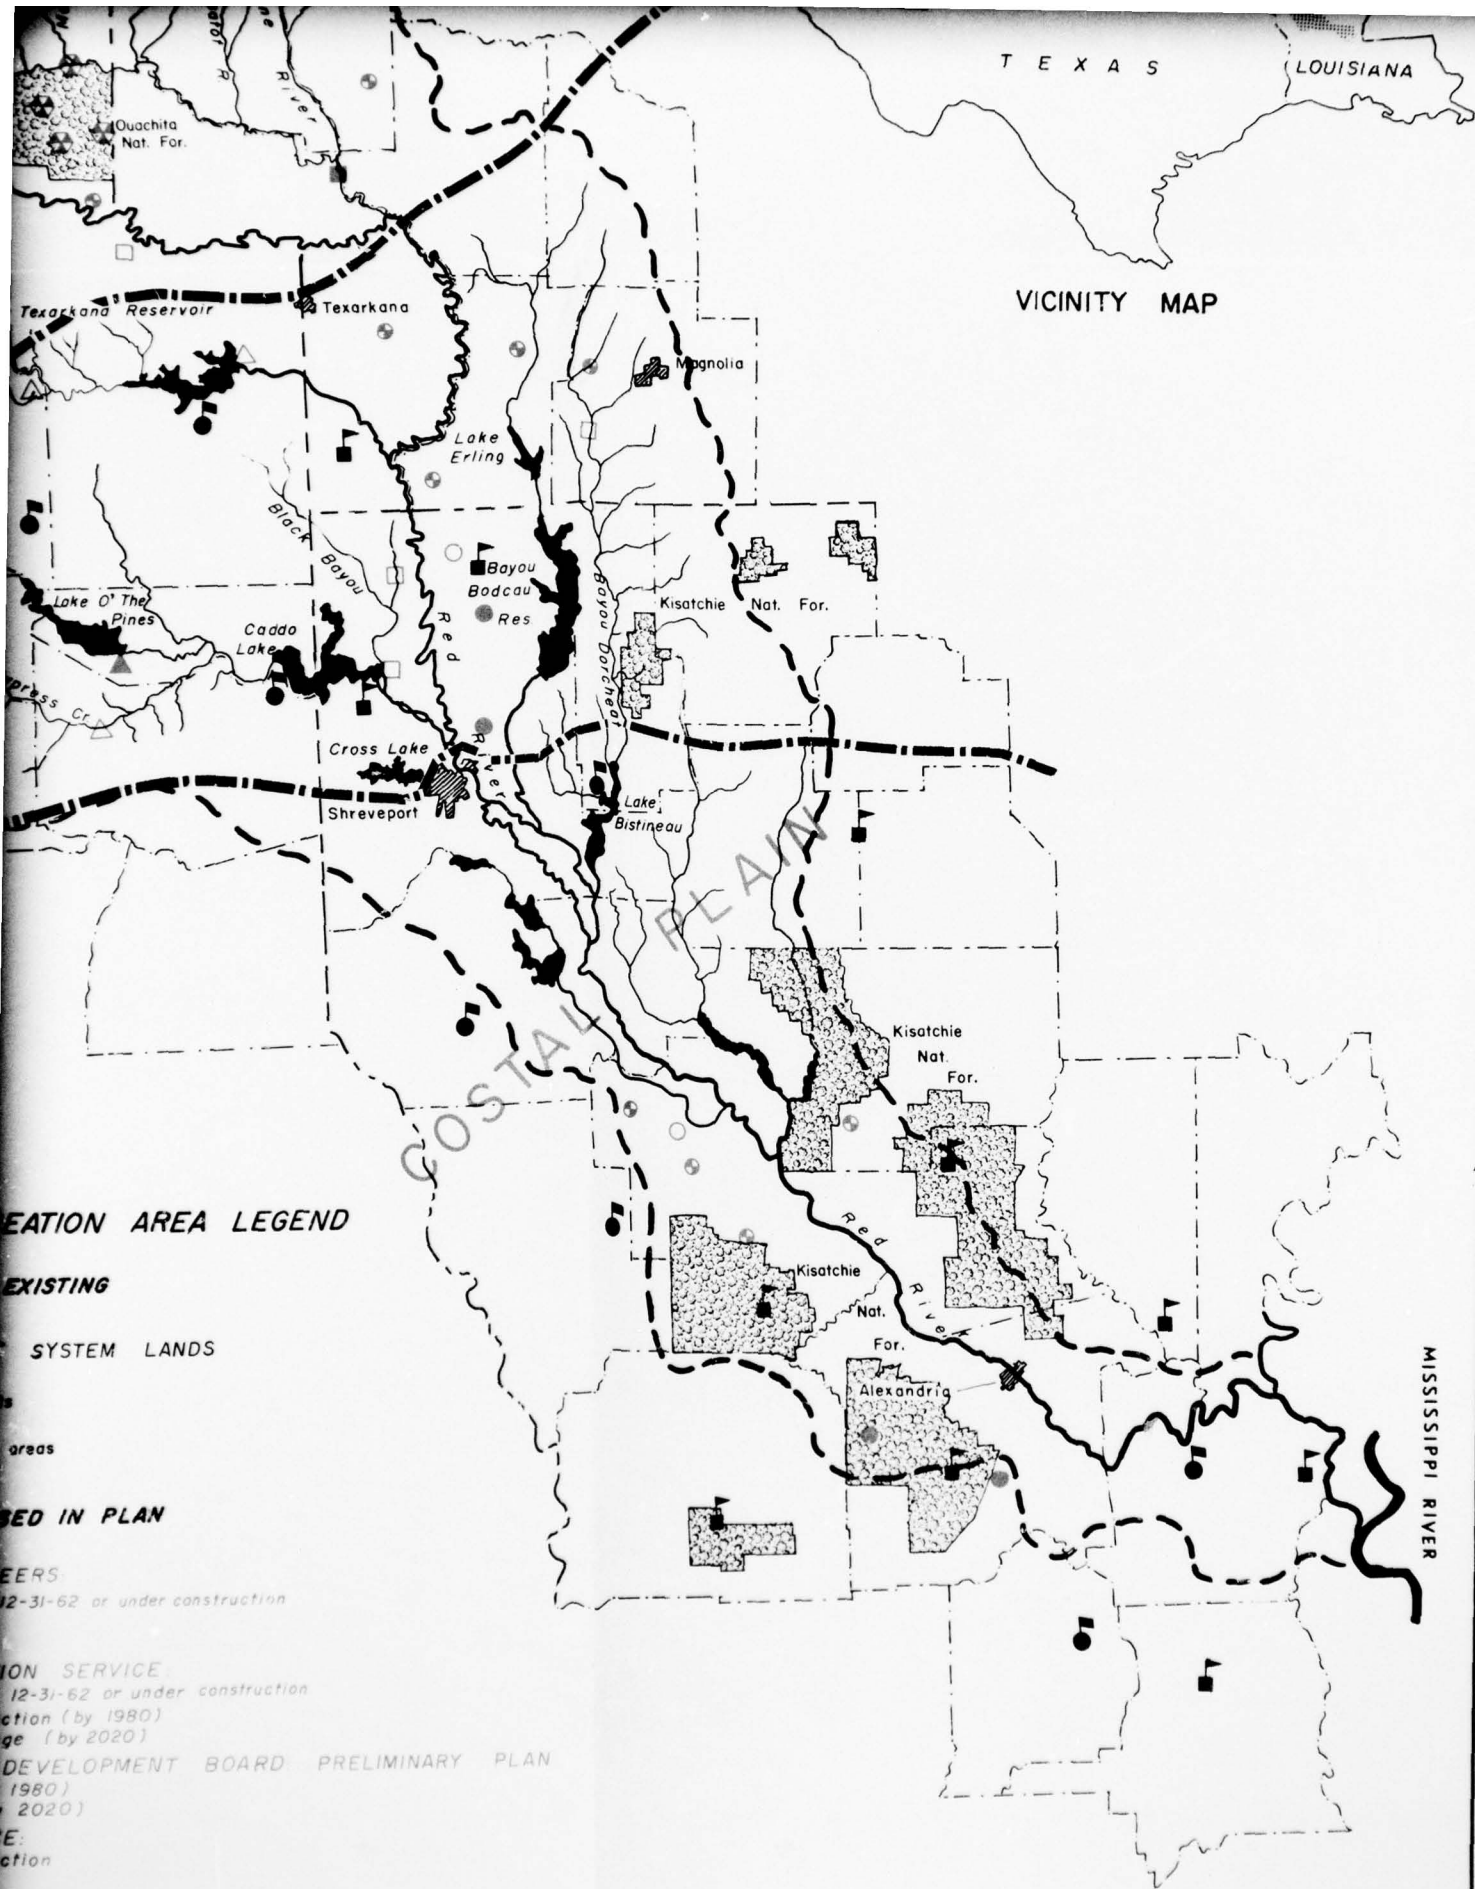 TEXAS
LOUISIANA
VICINITY MAP
River
Ouachita
Nat. For.
Texarkana Reservoir
Texarkana
Magnolia
Lake
Erling
Black Bayou
Bayou
Bodcau
Res.
Red
River
Bayou Dorcheat
Kisatchie Nat. For.
Lake O' The
Pines
Caddo
Lake
press Cr.
Cross Lake
Shreveport
Lake
Bistineau
COSTAL PLAIN
Kisatchie
Nat.
For.
Red
River
Kisatchie
Nat.
For.
Alexandria
MISSISSIPPI RIVER
EATION AREA LEGEND
EXISTING
SYSTEM LANDS
areas
SED IN PLAN
EERS:
12-31-62 or under construction
ION SERVICE:
12-31-62 or under construction
ction (by 1980)
ge (by 2020)
DEVELOPMENT BOARD PRELIMINARY PLAN
1980)
2020)
E:
ction